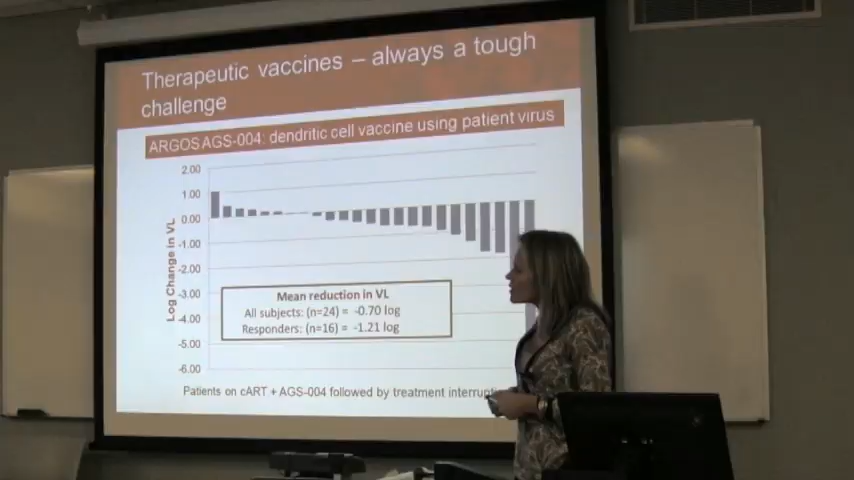 Therapeutic vaccines – always a tough
challenge
ARGOS AGS-004: dendritic cell vaccine using patient virus
2.00
1.00
0.00
-1.00
-2.00
-3.00
-4.00
-5.00
-6.00
Log Change in VL
Mean reduction in VL
All subjects: (n=24) = -0.70 log
Responders: (n=16) = -1.21 log
Patients on cART + AGS-004 followed by treatment